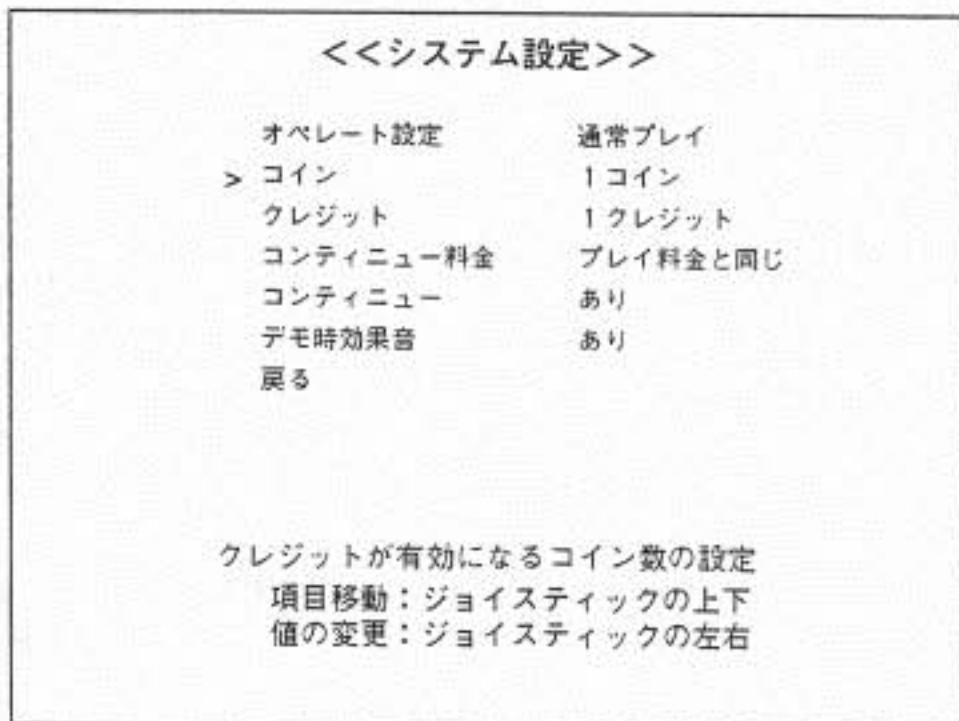 <<システム設定>>
オペレート設定 通常プレイ
> コイン 1コイン
クレジット 1クレジット
コンティニュー料金 プレイ料金と同じ
コンティニュー あり
デモ時効果音 あり
戻る
クレジットが有効になるコイン数の設定
項目移動：ジョイスティックの上下
値の変更：ジョイスティックの左右